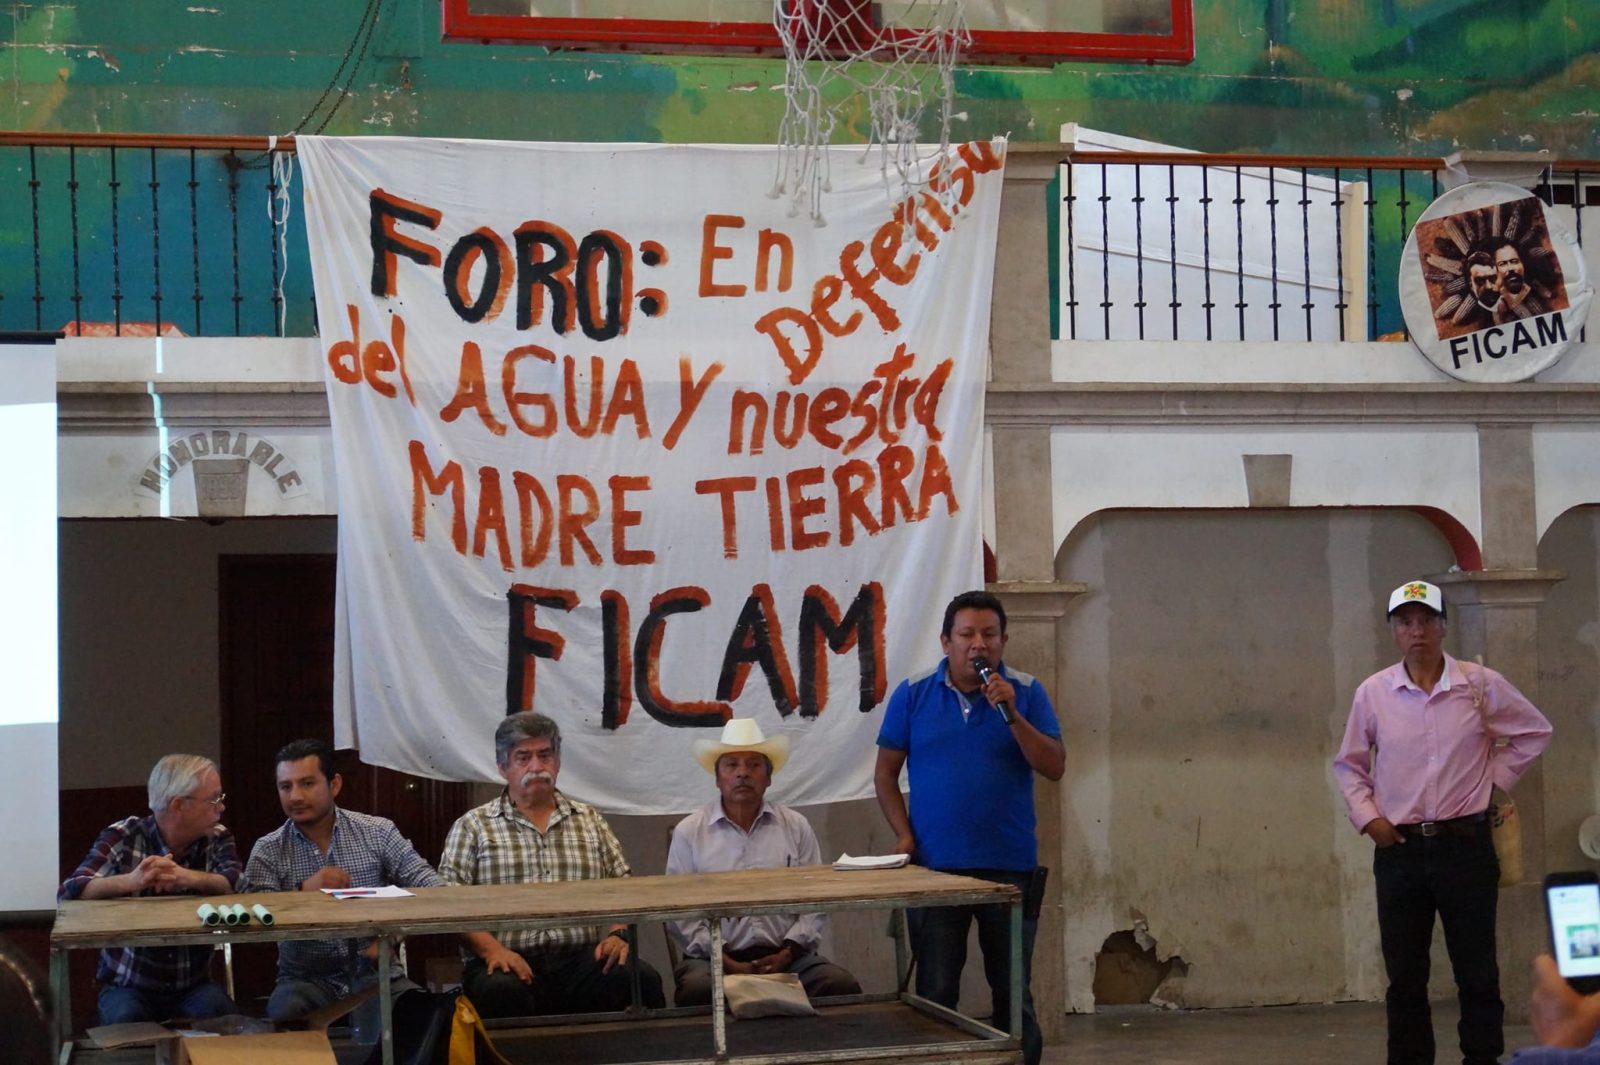 FORO: En Defensa
del AGUA Y nuestra
MADRE TIERRA
FICAM
FICAM
HONORABLE